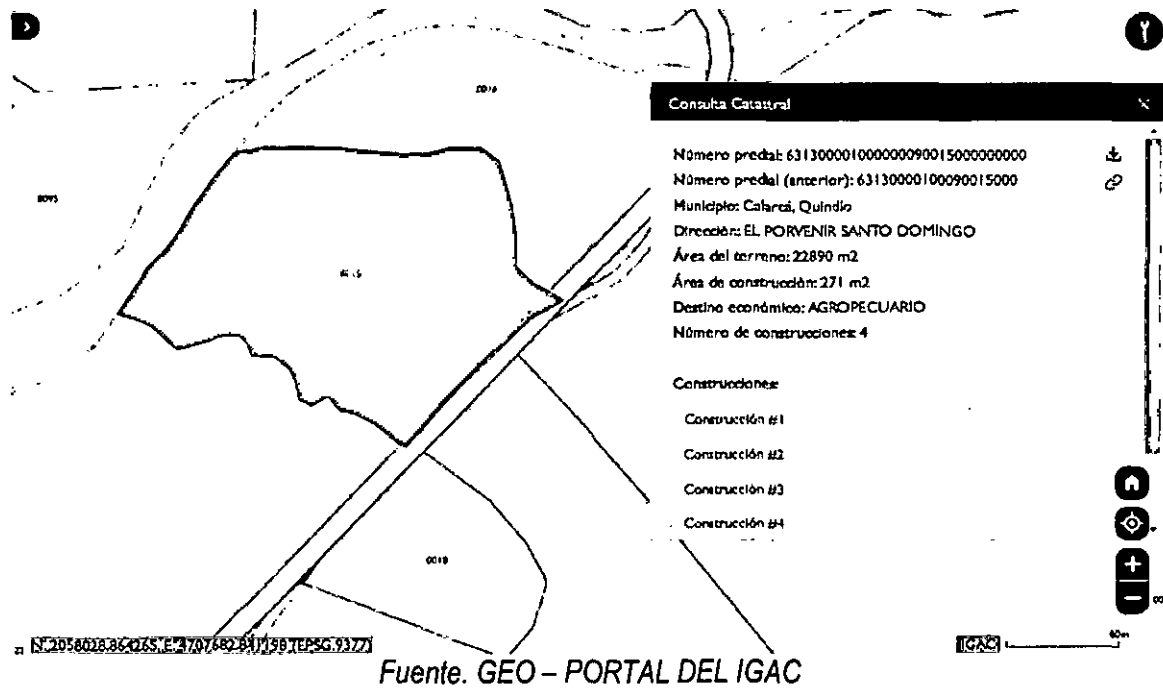 Consulta Catastral
Número predial: 631300001000000090015000000000
Número predial (anterior): 63130000100090015000
Municipio: Calarcá, Quindío
Dirección: EL PORVENIR SANTO DOMINGO
Área del terreno: 22890 m2
Área de construcción: 271 m2
Destino económico: AGROPECUARIO
Número de construcciones: 4
Construcciones:
Construcción #1
Construcción #2
Construcción #3
Construcción #4
0018
IGAC
60m
Fuente. GEO – PORTAL DEL IGAC